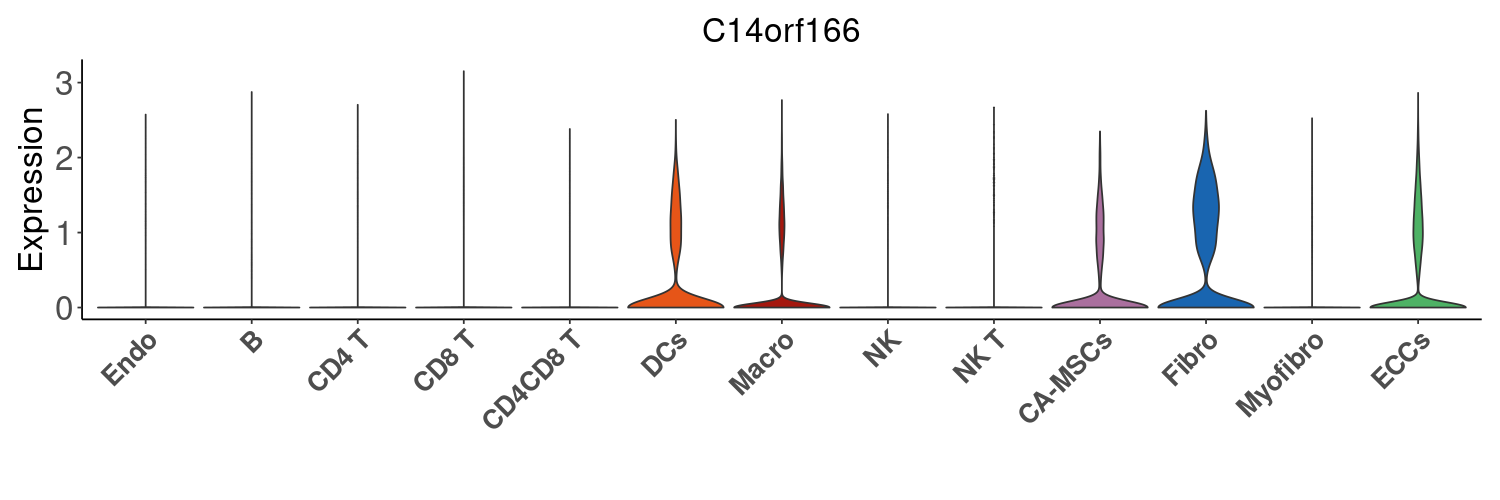 C14orf166
Expression
3
2
1
0
Endo
B
CD4 T
CD8 T
CD4CD8 T
DCs
Macro
NK
NK T
CA-MSCs
Fibro
Myofibro
ECCs